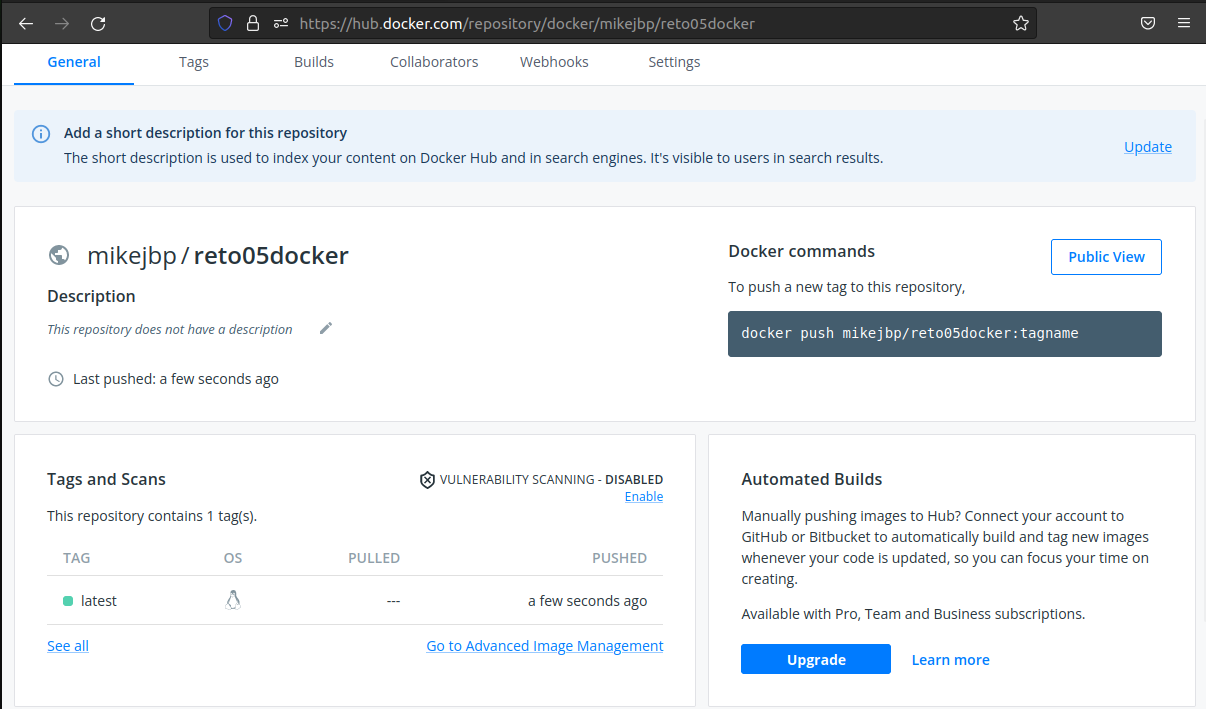 https://hub.docker.com/repository/docker/mikejbp/reto05docker
General Tags Builds Collaborators Webhooks Settings
Add a short description for this repository
The short description is used to index your content on Docker Hub and in search engines. It's visible to users in search results.
Update
mikejbp / reto05docker
Description
This repository does not have a description
Last pushed: a few seconds ago
Docker commands
Public View
To push a new tag to this repository,
docker push mikejbp/reto05docker:tagname
Tags and Scans
VULNERABILITY SCANNING - DISABLED
Enable
This repository contains 1 tag(s).
TAG OS PULLED PUSHED
latest --- a few seconds ago
See all Go to Advanced Image Management
Automated Builds
Manually pushing images to Hub? Connect your account to
GitHub or Bitbucket to automatically build and tag new images
whenever your code is updated, so you can focus your time on
creating.
Available with Pro, Team and Business subscriptions.
Upgrade Learn more